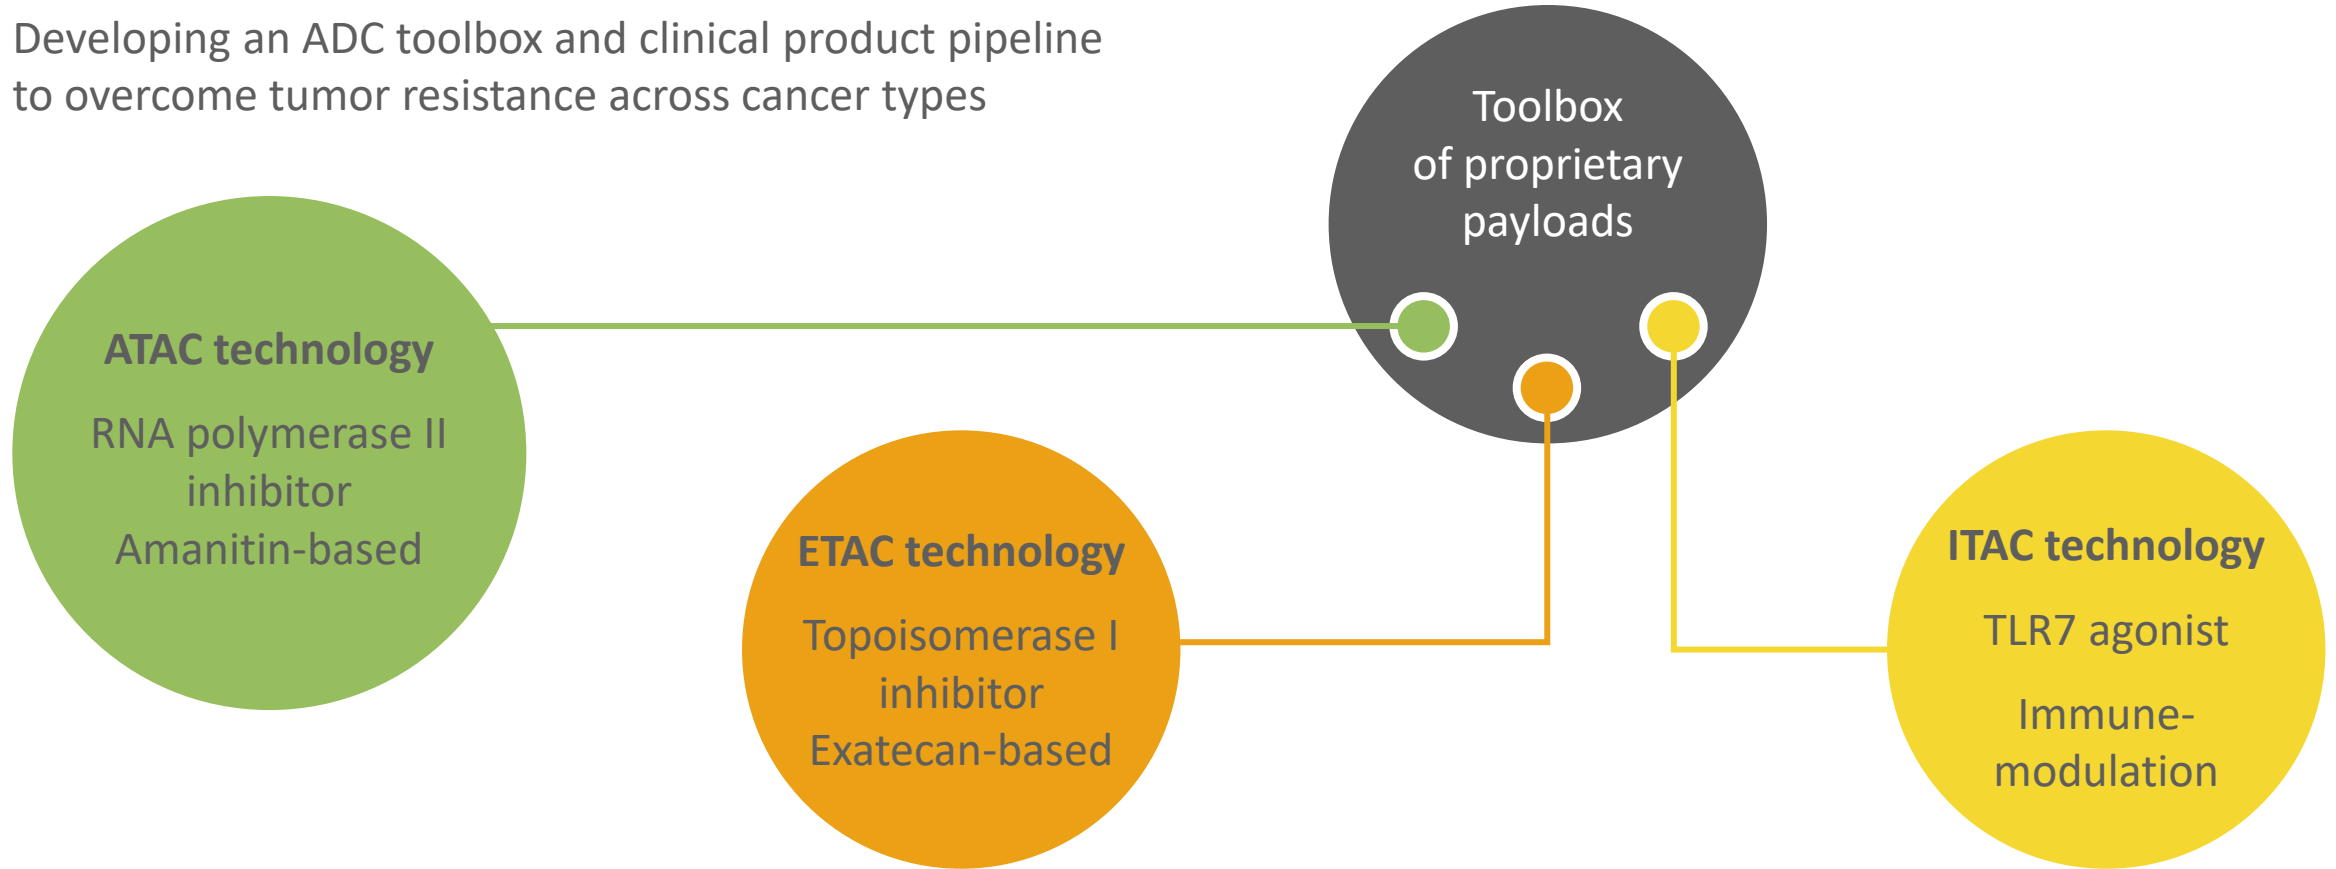 Developing an ADC toolbox and clinical product pipeline
to overcome tumor resistance across cancer types
Toolbox
of proprietary
payloads
ATAC technology
RNA polymerase II
inhibitor
Amanitin-based
ETAC technology
Topoisomerase I
inhibitor
Exatecan-based
ITAC technology
TLR7 agonist
Immune-
modulation